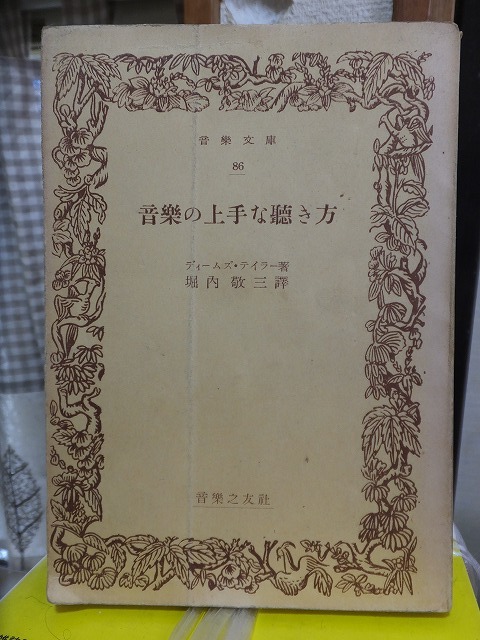 音樂文庫
86
音樂の上手な聽き方
ディームズ・テイラー著
堀內敬三譯
音樂之友社